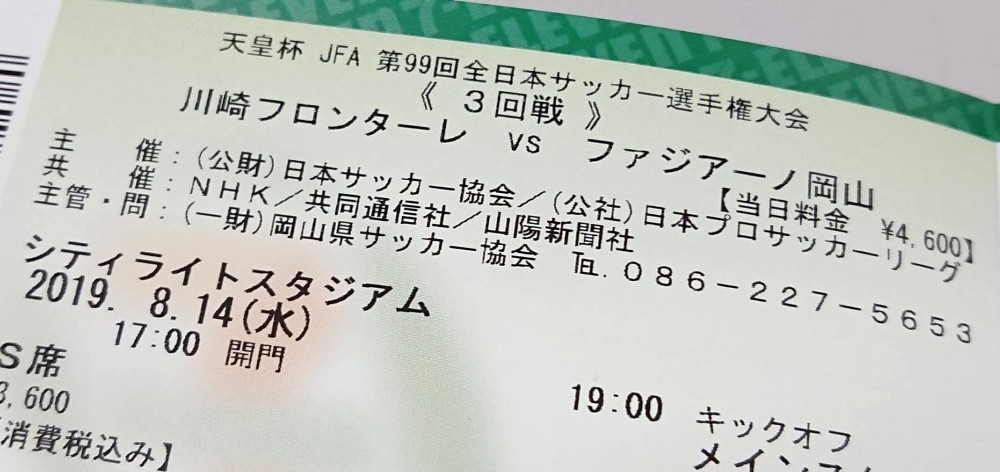 ELEVEN7-ELEVEN7-ELEVEN
天皇杯 JFA 第99回全日本サッカー選手権大会
《 3回戦 》
川崎フロンターレ vs ファジアーノ岡山
【当日料金 ¥4,600】
主 催：(公財)日本サッカー協会／(公社)日本プロサッカーリーグ
共 催：NHK／共同通信社／山陽新聞社
主管・問：(一財)岡山県サッカー協会 ℡.086－227－5653
シティライトスタジアム
2019. 8.14(水)
17:00 開門
19:00 キックオフ
S席
3,600
消費税込み】